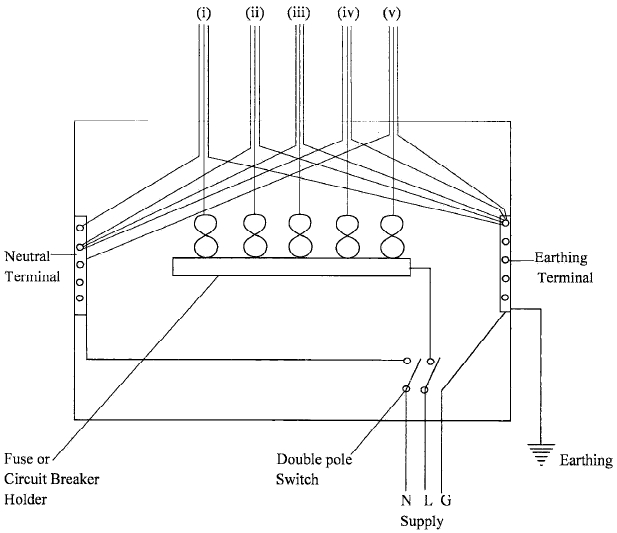 (i) (ii) (iii) (iv) (v)
Neutral
Terminal
Earthing
Terminal
Fuse or
Circuit Breaker
Holder
Double pole
Switch
Earthing
N L G
Supply